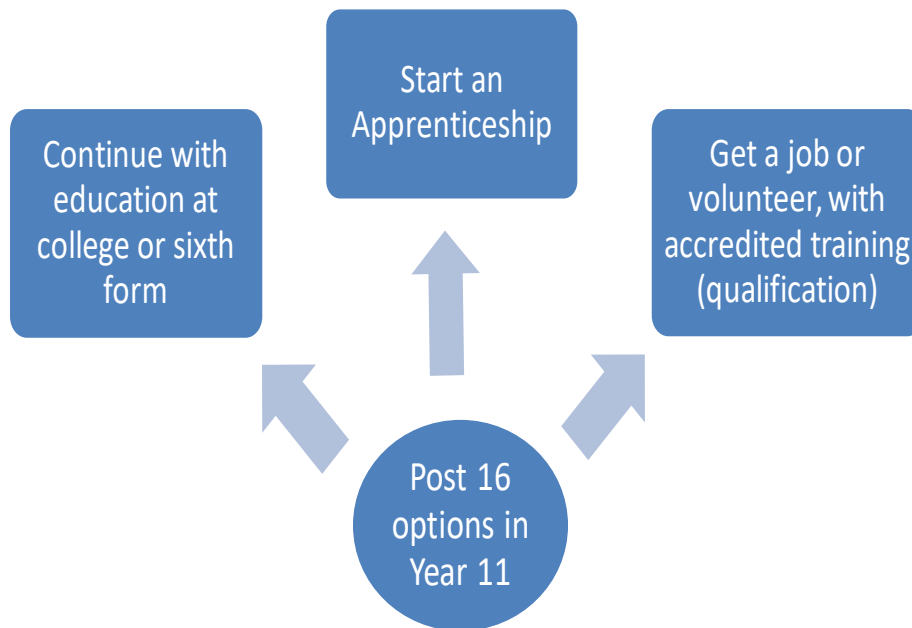 Start an
Apprenticeship
Continue with
education at
college or sixth
form
Get a job or
volunteer, with
accredited training
(qualification)
Post 16
options in
Year 11